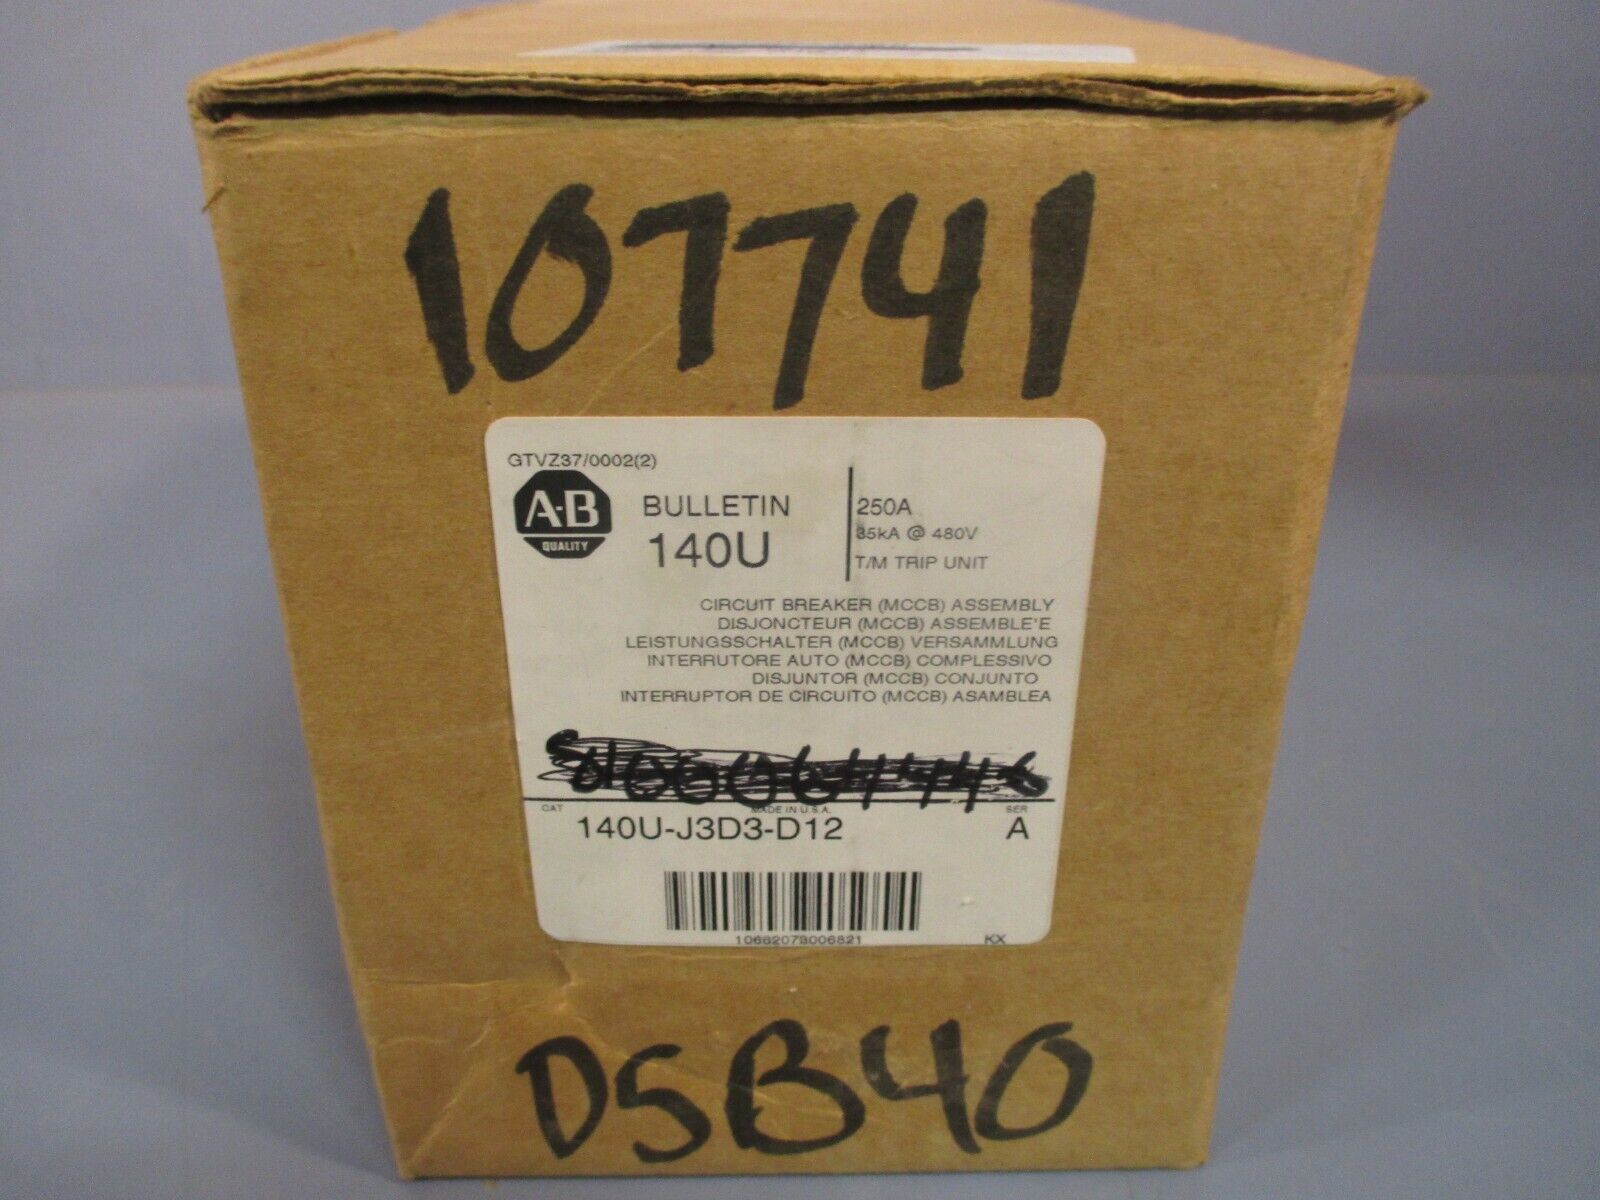 107741
GTVZ37/0002(2)
A-B
QUALITY
BULLETIN
140U
250A
35kA @ 480V
T/M TRIP UNIT
CIRCUIT BREAKER (MCCB) ASSEMBLY
DISJONCTEUR (MCCB) ASSEMBLE'E
LEISTUNGSSCHALTER (MCCB) VERSAMMLUNG
INTERRUTORE AUTO (MCCB) COMPLESSIVO
DISJUNTOR (MCCB) CONJUNTO
INTERRUPTOR DE CIRCUITO (MCCB) ASAMBLEA
CAT
MADE IN U.S.A.
SER
140U-J3D3-D12
A
10662073006821
KX
DSB40